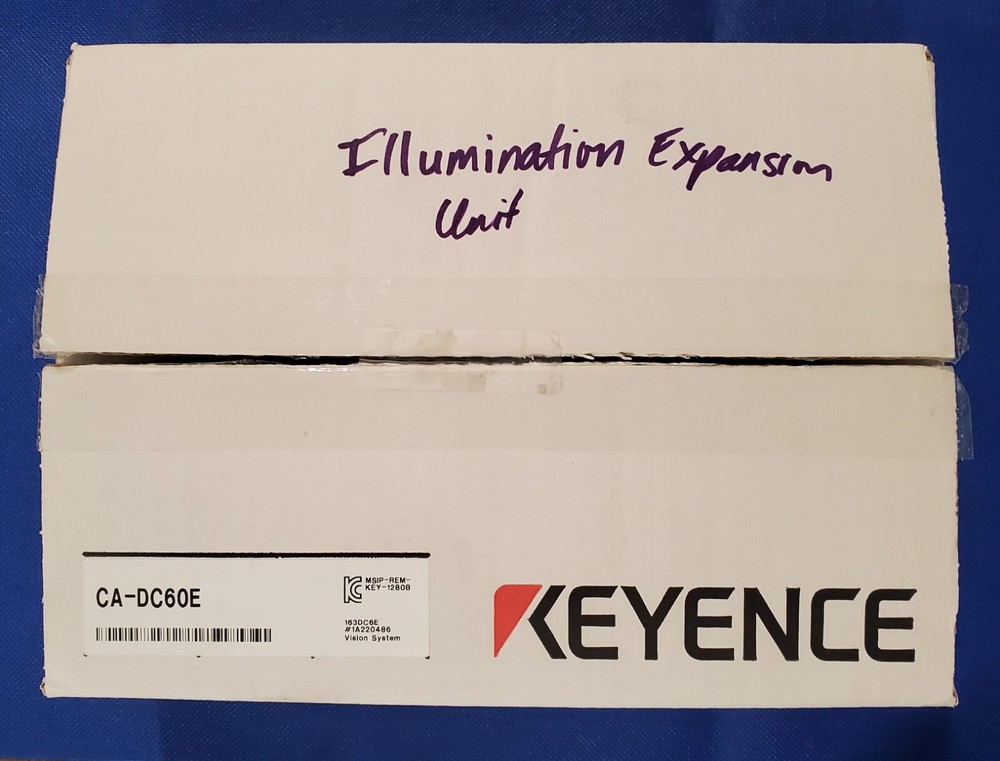 Illumination Expansion
Unit
CA-DC60E
MSIP-REM-
KEY-1280B
163DC6E
#1A220486
Vision System
KEYENCE